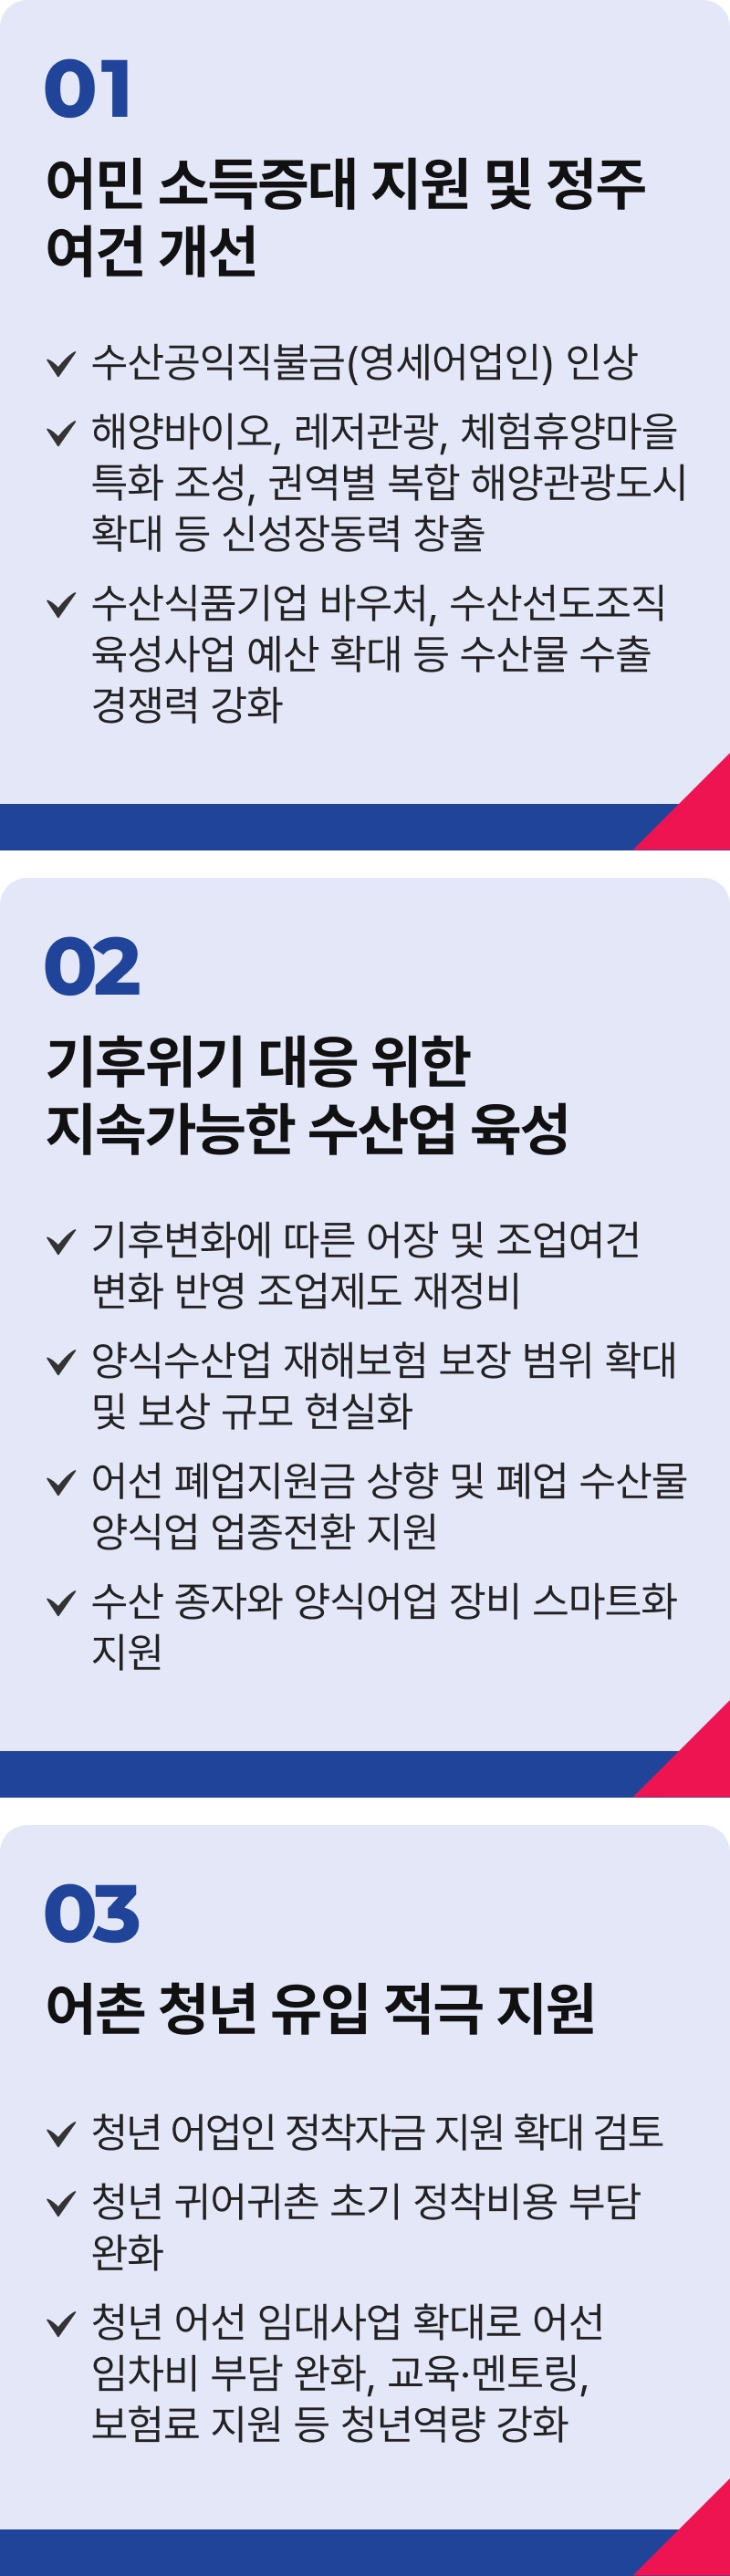 01
어민 소득증대 지원 및 정주
여건 개선
수산공익직불금(영세어업인) 인상
해양바이오, 레저관광, 체험휴양마을
특화 조성, 권역별 복합 해양관광도시
확대 등 신성장동력 창출
수산식품기업 바우처, 수산선도조직
육성사업 예산 확대 등 수산물 수출
경쟁력 강화
02
기후위기 대응 위한
지속가능한 수산업 육성
기후변화에 따른 어장 및 조업여건
변화 반영 조업제도 재정비
양식수산업 재해보험 보장 범위 확대
및 보상 규모 현실화
어선 폐업지원금 상향 및 폐업 수산물
양식업 업종전환 지원
수산 종자와 양식어업 장비 스마트화
지원
03
어촌 청년 유입 적극 지원
청년 어업인 정착자금 지원 확대 검토
청년 귀어귀촌 초기 정착비용 부담
완화
청년 어선 임대사업 확대로 어선
임차비 부담 완화, 교육·멘토링,
보험료 지원 등 청년역량 강화